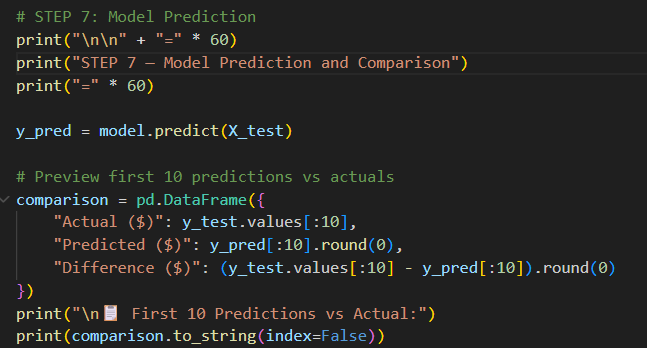 # STEP 7: Model Prediction
print("\n\n" + "=" * 60)
print("STEP 7 — Model Prediction and Comparison")
print("=" * 60)
y_pred = model.predict(X_test)
# Preview first 10 predictions vs actuals
comparison = pd.DataFrame({
    "Actual ($)": y_test.values[:10],
    "Predicted ($)": y_pred[:10].round(0),
    "Difference ($)": (y_test.values[:10] - y_pred[:10]).round(0)
})
print("\n📋 First 10 Predictions vs Actual:")
print(comparison.to_string(index=False))